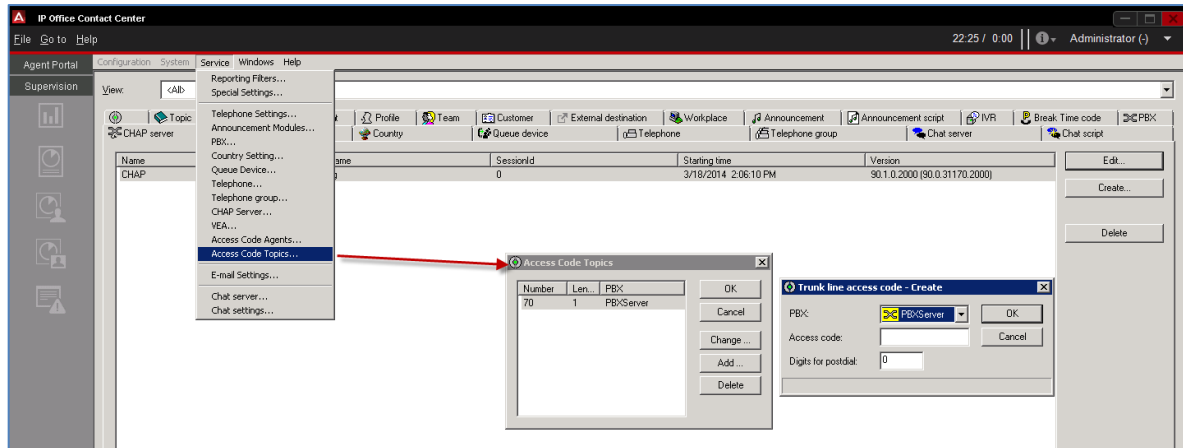 IP Office Contact Center
File Go to Help
22:25 / 0:00 Administrator (-)
Agent Portal
Configuration System Service Windows Help
Supervision
View: <All>
Reporting Filters...
Special Settings...
Telephone Settings...
Announcement Modules...
PBX...
Country Setting...
Queue Device...
Telephone...
Telephone group...
CHAP Server...
VEA...
Access Code Agents...
Access Code Topics...
E-mail Settings...
Chat server...
Chat settings...
Topic Profile Team Customer External destination Workplace Announcement Announcement script IVR Break Time code PBX
CHAP server Country Queue device Telephone Telephone group Chat server Chat script
Name SessionId Starting time Version
CHAP 0 3/18/2014 2:06:10 PM 90.1.0.2000 (90.0.31170.2000)
Edit...
Create...
Delete
Access Code Topics
Number Len... PBX
70 1 PBXServer
OK
Cancel
Change ...
Add ...
Delete
Trunk line access code - Create
PBX: PBXServer OK
Access code: Cancel
Digits for postdial: 0